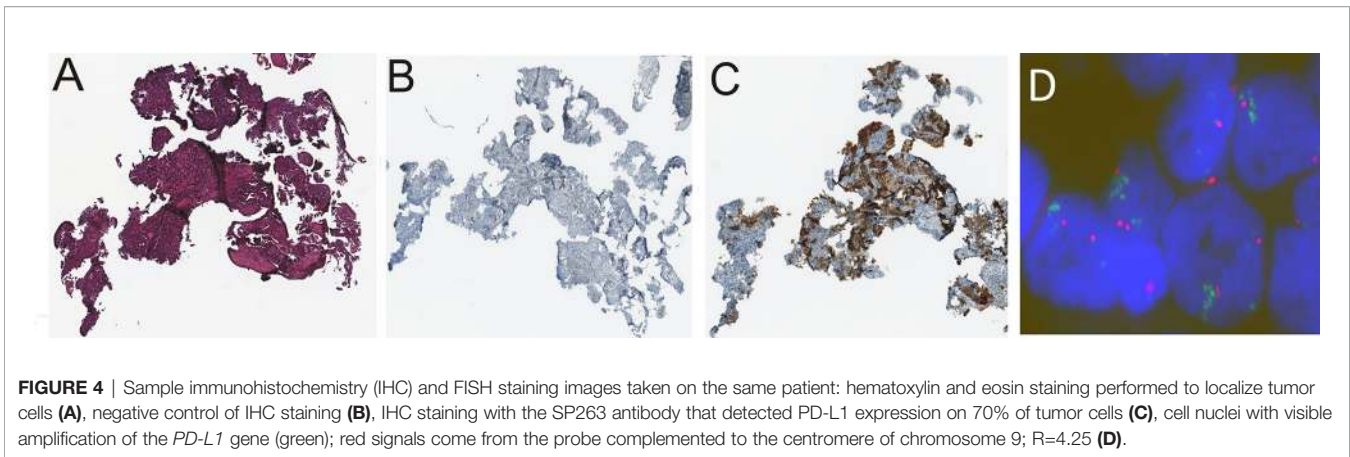 A
B
C
D
FIGURE 4 | Sample immunohistochemistry (IHC) and FISH staining images taken on the same patient: hematoxylin and eosin staining performed to localize tumor
cells (A), negative control of IHC staining (B), IHC staining with the SP263 antibody that detected PD-L1 expression on 70% of tumor cells (C), cell nuclei with visible
amplification of the PD-L1 gene (green); red signals come from the probe complemented to the centromere of chromosome 9; R=4.25 (D).